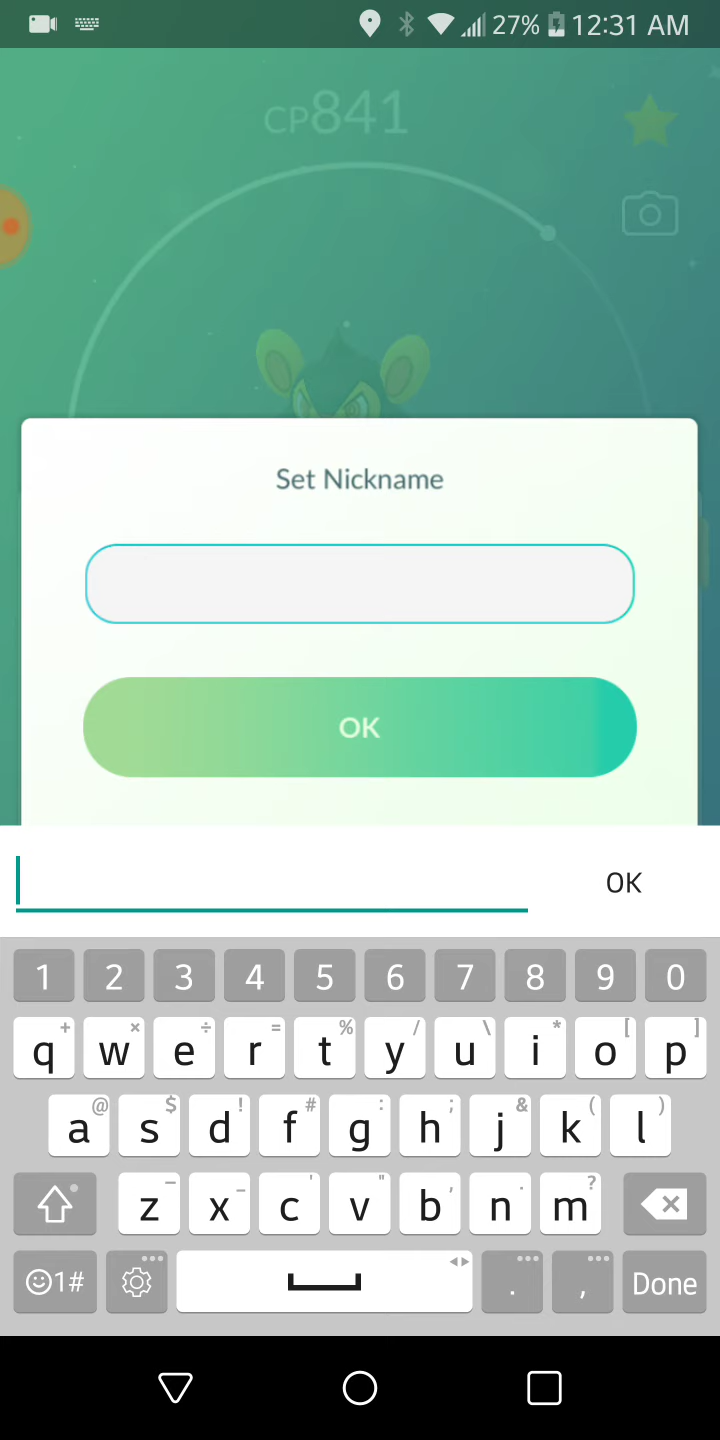 27% 12:31 AM
CP841
Set Nickname
OK
OK
1 2 3 4 5 6 7 8 9 0
q + w × e ÷ r = t % y / u \ i * o [ p ]
a @ s $ d ! f # g : h ; j & k ( l )
z – x _ c ' v " b , n . m ?
1# . , Done